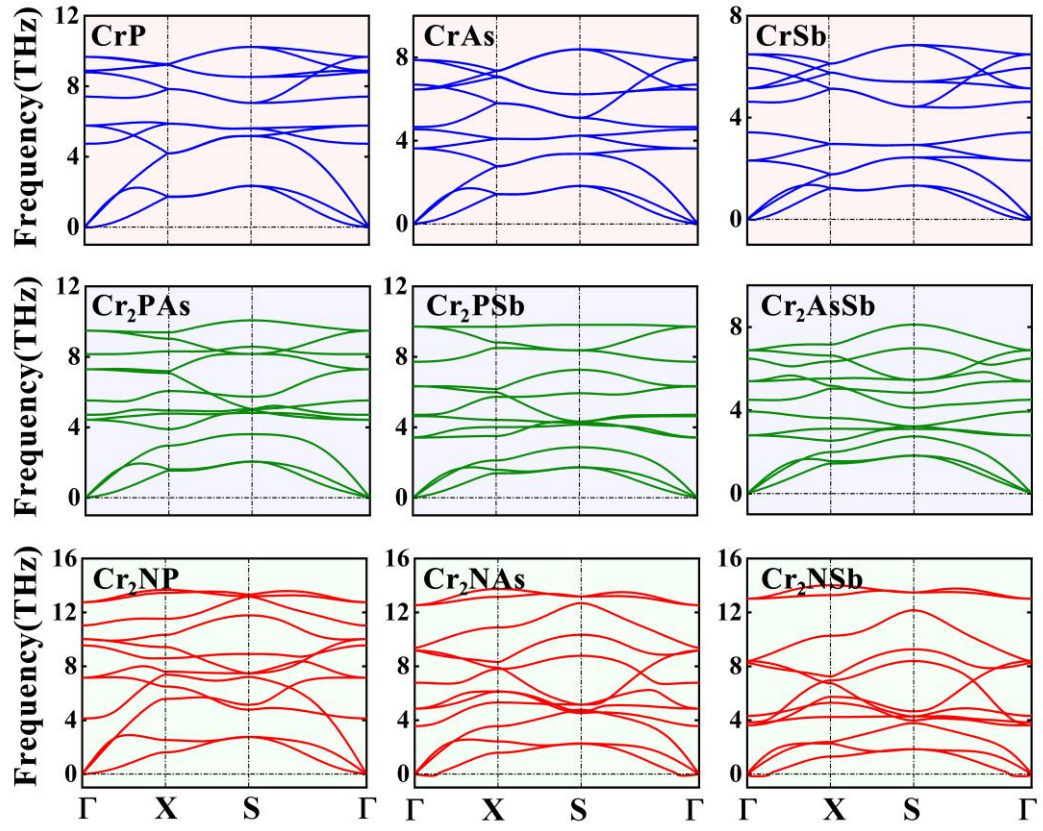 12 8 4 0
Frequency(THz)
CrP
8 4 0
CrAs
8 4 0
CrSb
12 8 4 0
Frequency(THz)
Cr₂PAs
12 8 4 0
Cr₂PSb
8 4 0
Cr₂AsSb
16 12 8 4 0
Frequency(THz)
Cr₂NP
16 12 8 4 0
Cr₂NAs
16 12 8 4 0
Cr₂NSb
Γ X S Γ X S Γ X S Γ